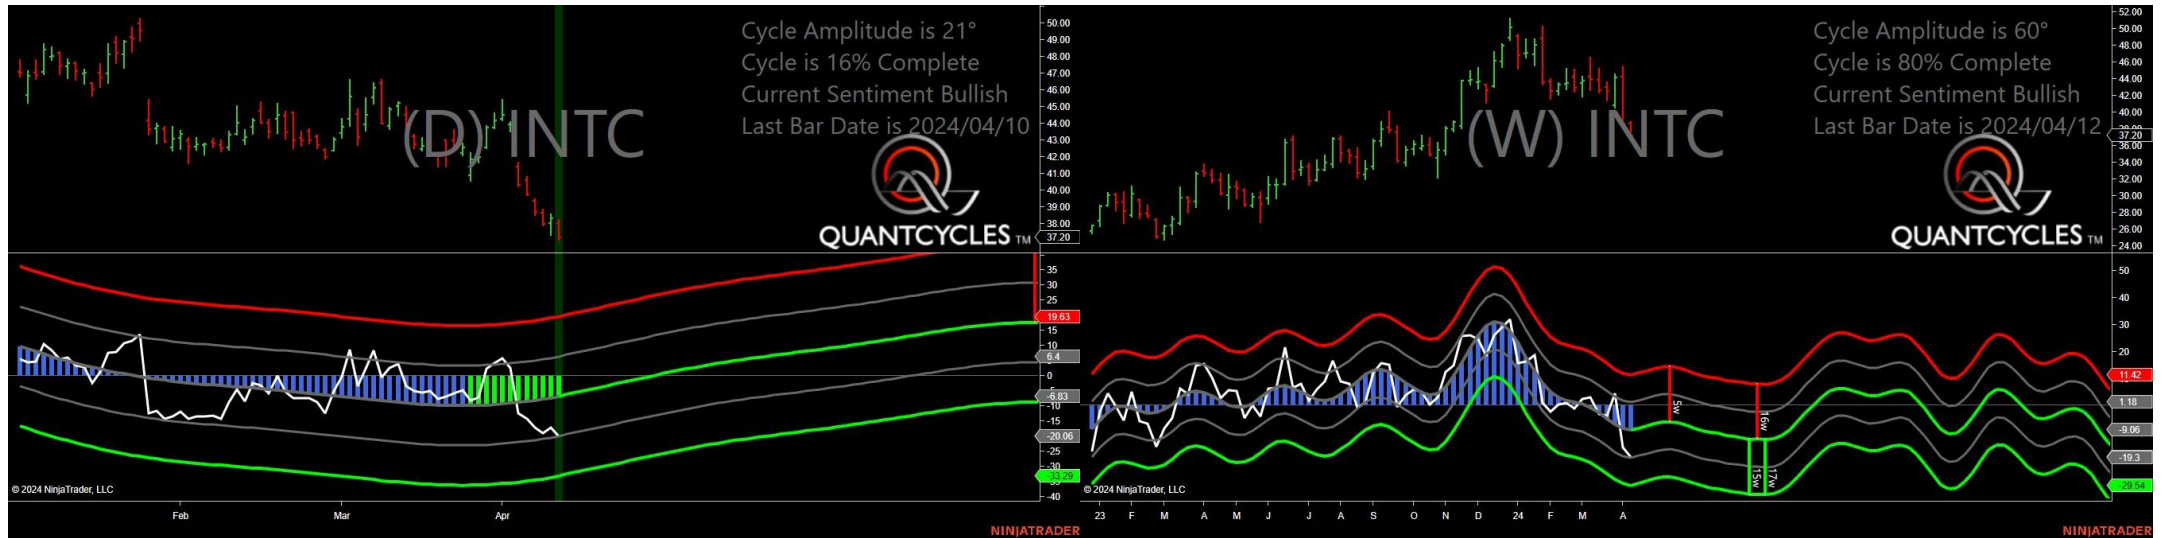 Cycle Amplitude is 21°
Cycle is 16% Complete
Current Sentiment Bullish
Last Bar Date is 2024/04/10
(D) INTC
QUANTCYCLES TM
50.00
49.00
48.00
47.00
46.00
45.00
44.00
43.00
42.00
41.00
40.00
39.00
38.00
37.20
35
30
25
19.63
15
10
6.4
0
-6.83
-10
-15
-20.06
-25
-30
-33.29
-40
© 2024 NinjaTrader, LLC
Feb Mar Apr
NINJATRADER
Cycle Amplitude is 60°
Cycle is 80% Complete
Current Sentiment Bullish
Last Bar Date is 2024/04/12
(W) INTC
QUANTCYCLES TM
52.00
50.00
48.00
46.00
44.00
42.00
40.00
37.20
36.00
34.00
32.00
30.00
28.00
26.00
24.00
50
40
30
20
11.42
1.18
-9.06
-19.3
-29.54
5w
16w
15w
17w
© 2024 NinjaTrader, LLC
23 F M A M J J A S O N D 24 F M A
NINJATRADER